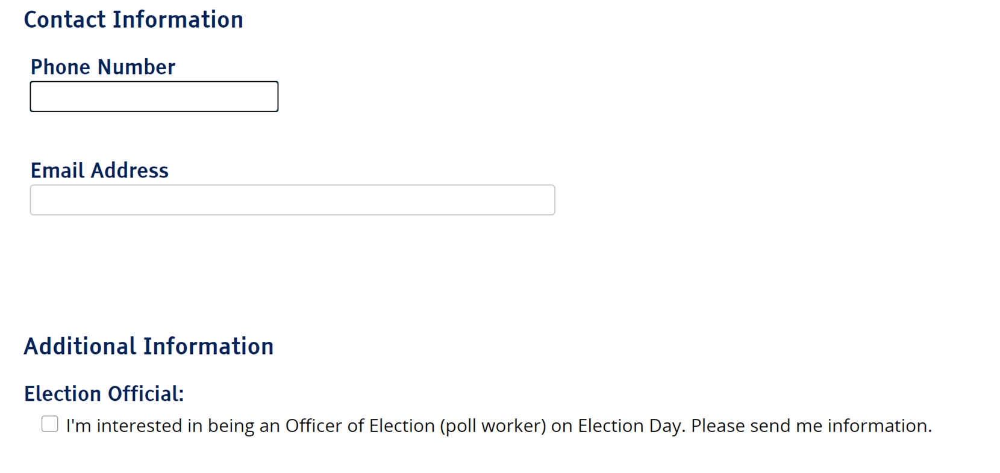 Contact Information
Phone Number
Email Address
Additional Information
Election Official:
I'm interested in being an Officer of Election (poll worker) on Election Day. Please send me information.